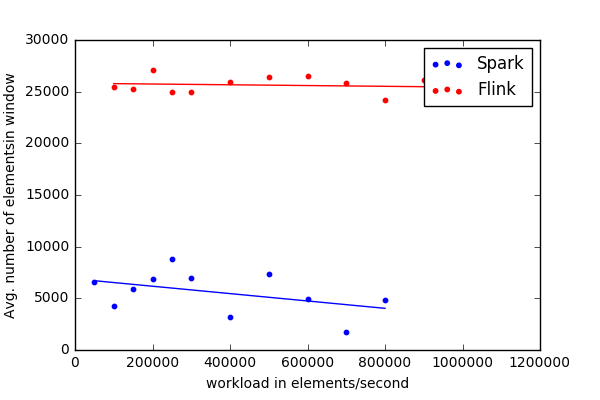 30000
25000
20000
15000
10000
5000
0
Avg. number of elementsin window
Spark
Flink
0 200000 400000 600000 800000 1000000 1200000
workload in elements/second